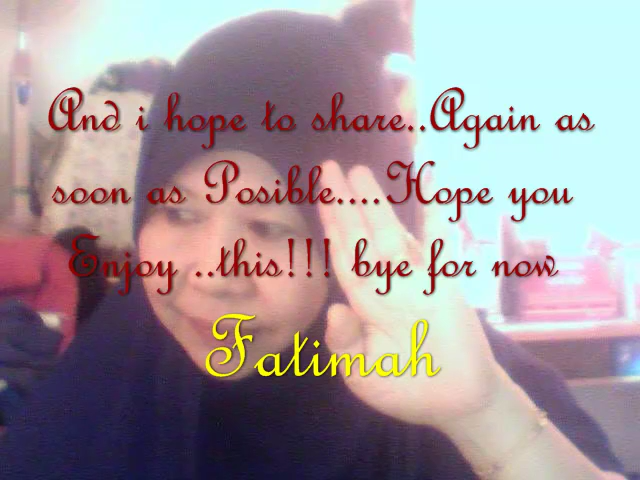 And i hope to share..Again as
soon as Posible....Hope you
Enjoy ..this!!! bye for now
Fatimah